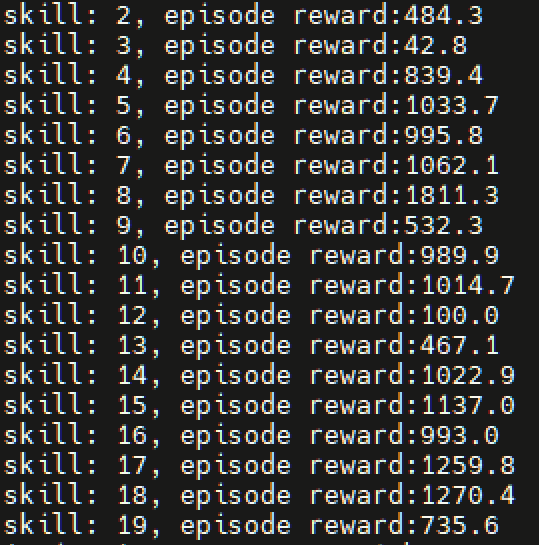 skill: 2, episode reward:484.3
skill: 3, episode reward:42.8
skill: 4, episode reward:839.4
skill: 5, episode reward:1033.7
skill: 6, episode reward:995.8
skill: 7, episode reward:1062.1
skill: 8, episode reward:1811.3
skill: 9, episode reward:532.3
skill: 10, episode reward:989.9
skill: 11, episode reward:1014.7
skill: 12, episode reward:100.0
skill: 13, episode reward:467.1
skill: 14, episode reward:1022.9
skill: 15, episode reward:1137.0
skill: 16, episode reward:993.0
skill: 17, episode reward:1259.8
skill: 18, episode reward:1270.4
skill: 19, episode reward:735.6